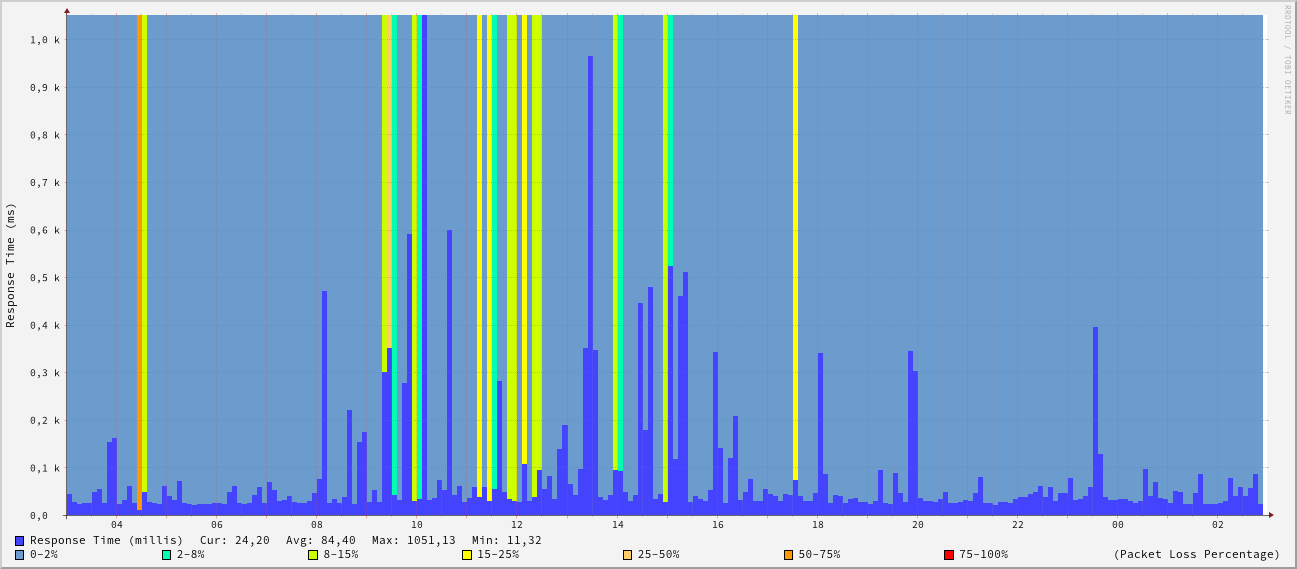 RRDTOOL / TOBI OETIKER
Response Time (ms)
1,0 k
0,9 k
0,8 k
0,7 k
0,6 k
0,5 k
0,4 k
0,3 k
0,2 k
0,1 k
0,0
04 06 08 10 12 14 16 18 20 22 00 02
Response Time (millis) Cur: 24,20 Avg: 84,40 Max: 1051,13 Min: 11,32
0-2% 2-8% 8-15% 15-25% 25-50% 50-75% 75-100% (Packet Loss Percentage)